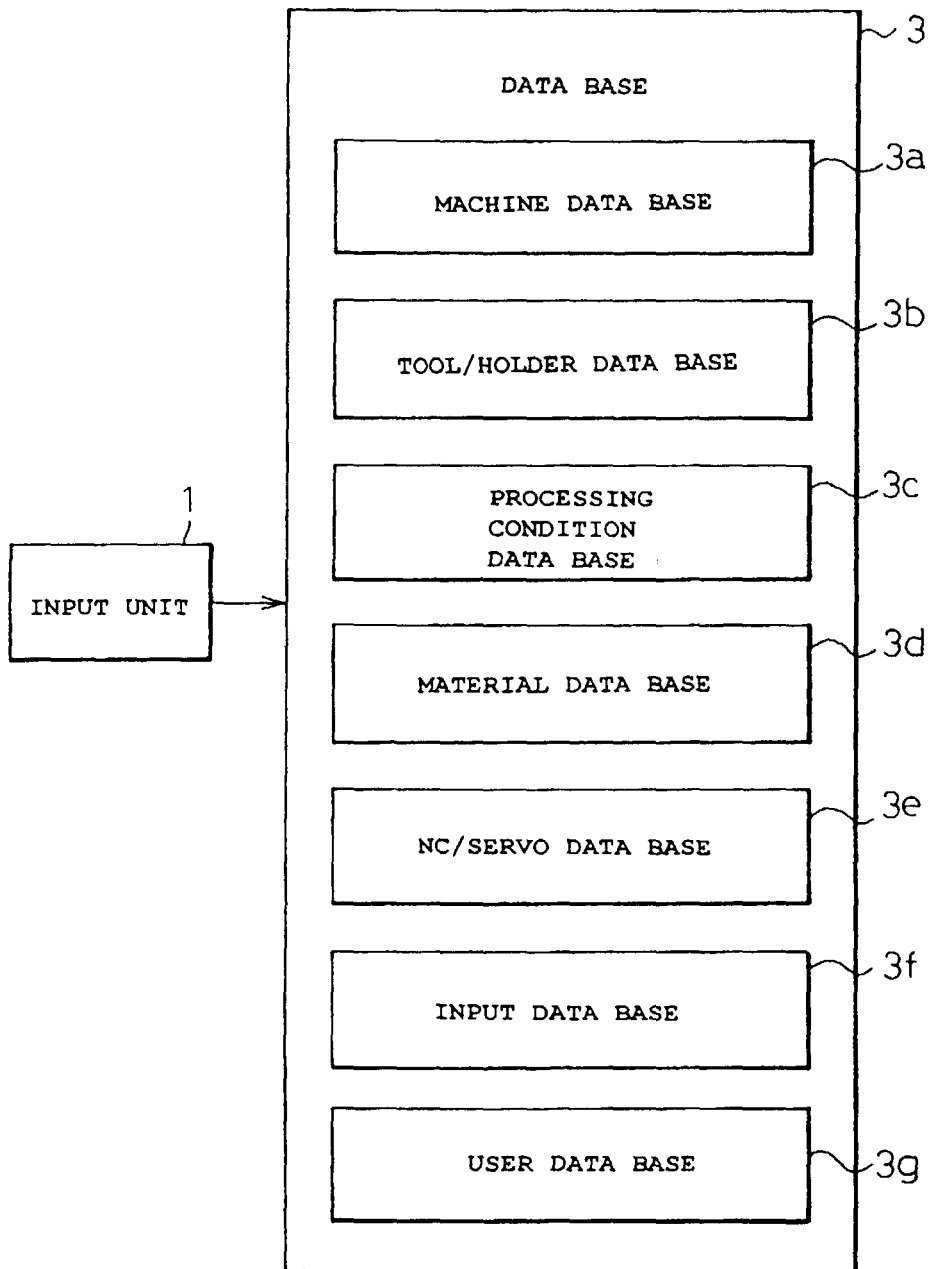 3
DATA BASE
3a
MACHINE DATA BASE
3b
TOOL/HOLDER DATA BASE
3c
PROCESSING
CONDITION
DATA BASE
1
INPUT UNIT
3d
MATERIAL DATA BASE
3e
NC/SERVO DATA BASE
3f
INPUT DATA BASE
USER DATA BASE
3g